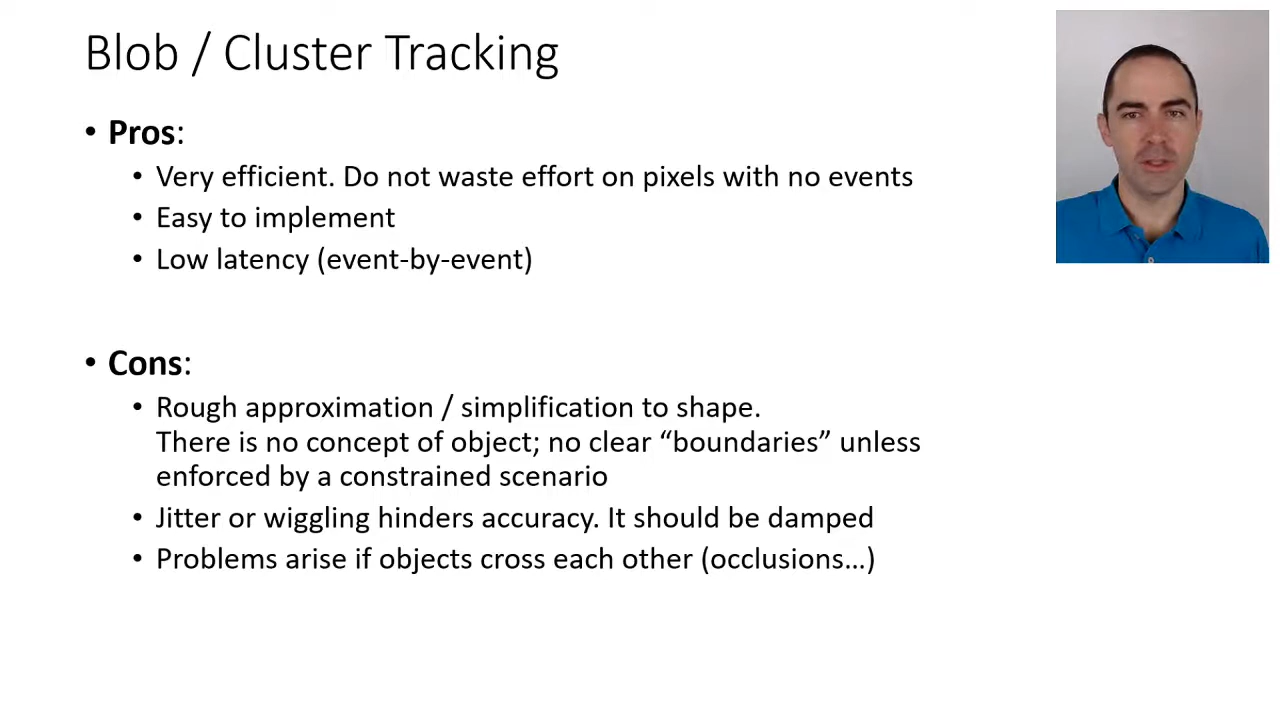 Blob / Cluster Tracking
• Pros:
• Very efficient. Do not waste effort on pixels with no events
• Easy to implement
• Low latency (event-by-event)
• Cons:
• Rough approximation / simplification to shape.
There is no concept of object; no clear “boundaries” unless
enforced by a constrained scenario
• Jitter or wiggling hinders accuracy. It should be damped
• Problems arise if objects cross each other (occlusions…)